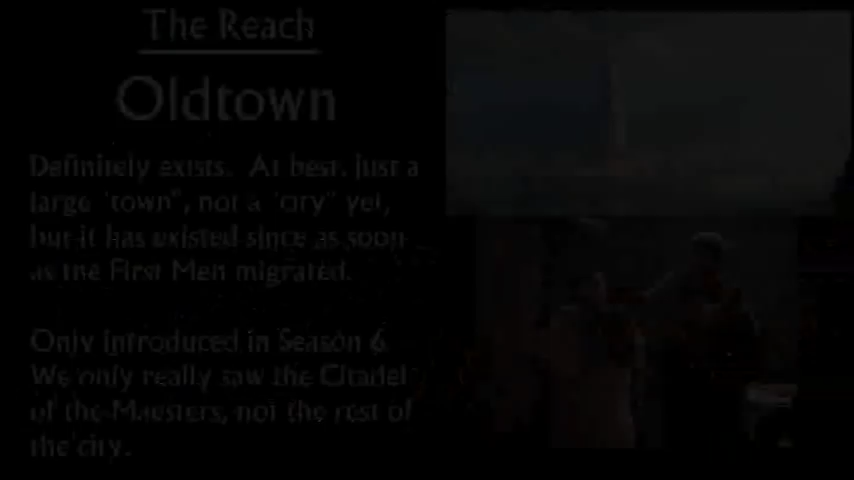 The Reach
Oldtown
Definitely exists. At best, just a
large "town", not a "city" yet,
but it has existed since as soon
as the First Men migrated.
Only introduced in Season 6
We only really saw the Citadel
of the Maesters, not the rest of
the city.